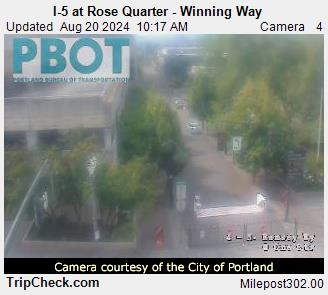 I-5 at Rose Quarter - Winning Way
Updated Aug 20 2024 10:17 AM Camera 4
PBOT
PORTLAND BUREAU OF TRANSPORTATION
Camera courtesy of the City of Portland
TripCheck.com Milepost302.00